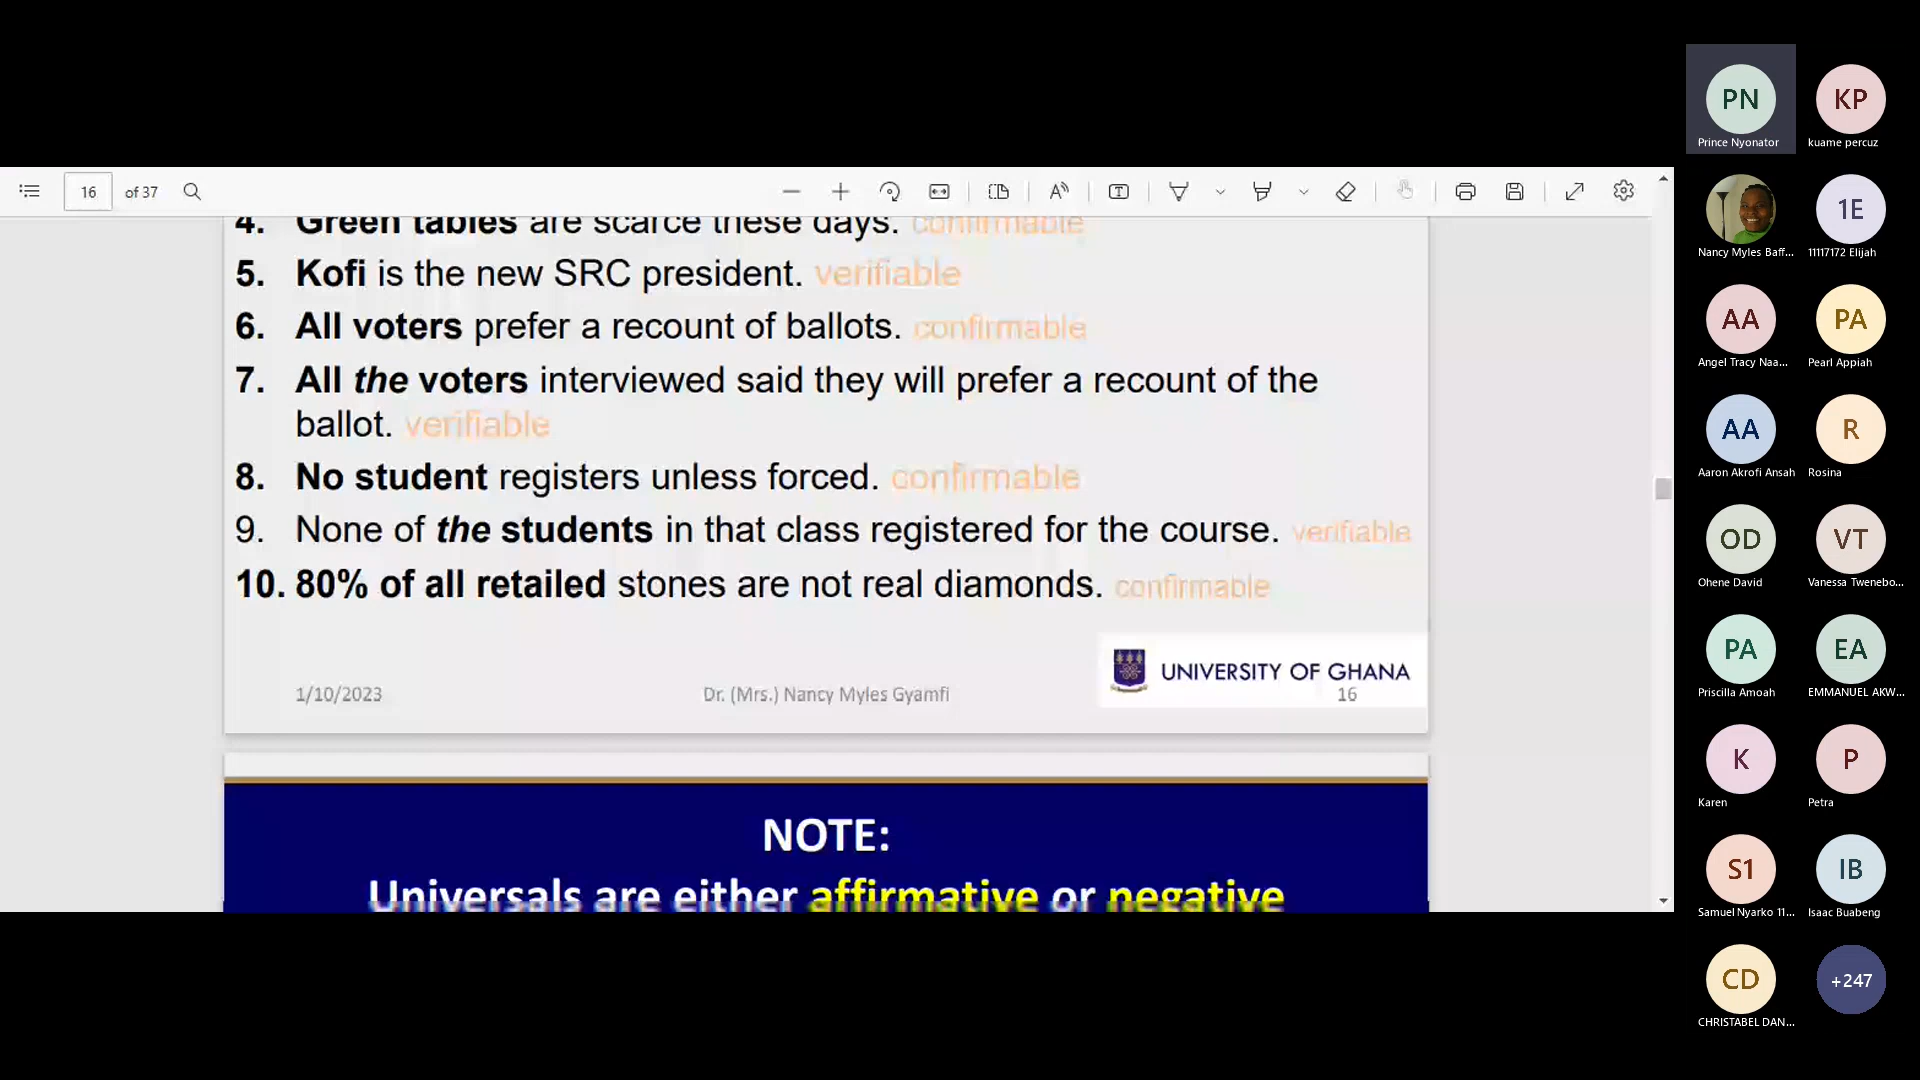 16 of 37
4. Green tables are scarce these days. confirmable
5. Kofi is the new SRC president. verifiable
6. All voters prefer a recount of ballots. confirmable
7. All the voters interviewed said they will prefer a recount of the
ballot. verifiable
8. No student registers unless forced. confirmable
9. None of the students in that class registered for the course. verifiable
10. 80% of all retailed stones are not real diamonds. confirmable
UNIVERSITY OF GHANA
1/10/2023 Dr. (Mrs.) Nancy Myles Gyamfi 16
NOTE:
Universals are either affirmative or negative
PN KP
Prince Nyonator kuame percuz
1E
Nancy Myles Baff... 11117172 Elijah
AA PA
Angel Tracy Naa... Pearl Appiah
AA R
Aaron Akrofi Ansah Rosina
OD VT
Ohene David Vanessa Twenebo...
PA EA
Priscilla Amoah EMMANUEL AKW...
K P
Karen Petra
S1 IB
Samuel Nyarko 11... Isaac Buabeng
CD +247
CHRISTABEL DAN...